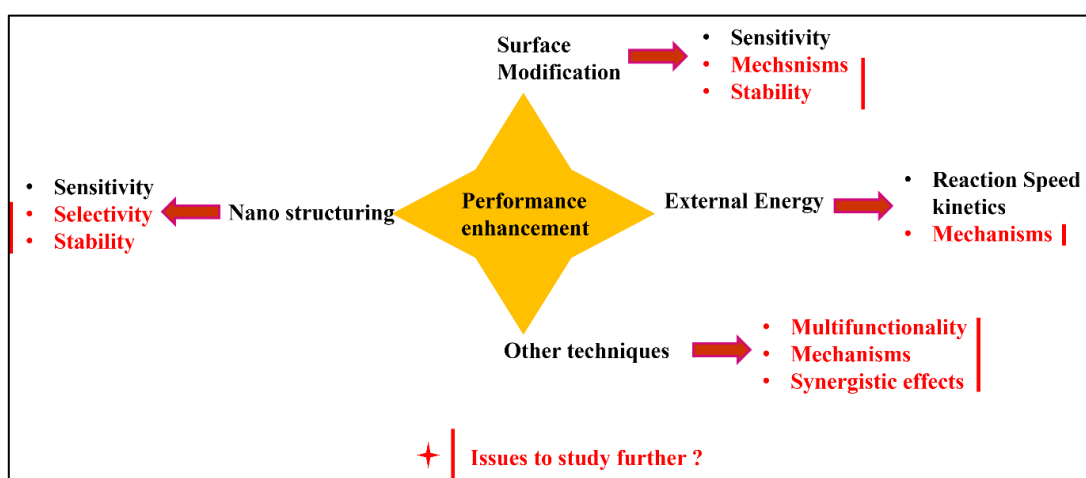 Surface
Modification
• Sensitivity
• Mechsnisms
• Stability
• Sensitivity
• Selectivity
• Stability
Nano structuring
Performance
enhancement
External Energy
• Reaction Speed
kinetics
• Mechanisms
Other techniques
• Multifunctionality
• Mechanisms
• Synergistic effects
Issues to study further ?